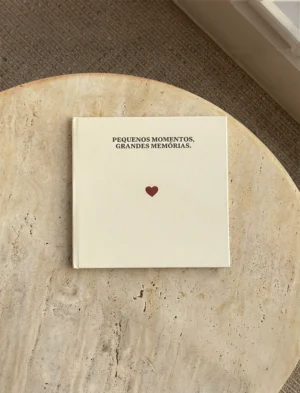 PEQUENOS MOMENTOS,
GRANDES MEMÓRIAS.